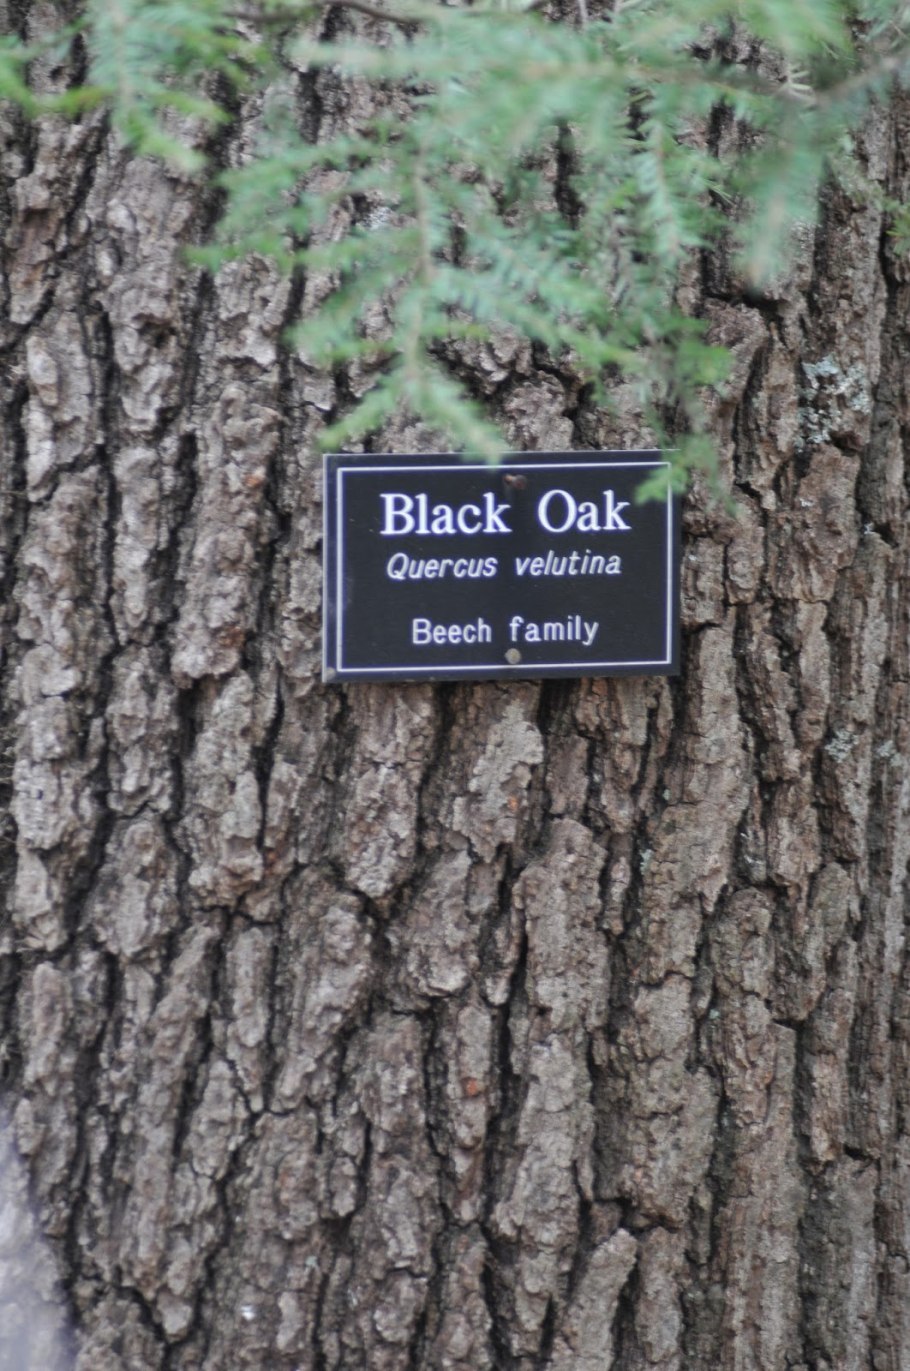 Black Oak
Quercus velutina
Beech family